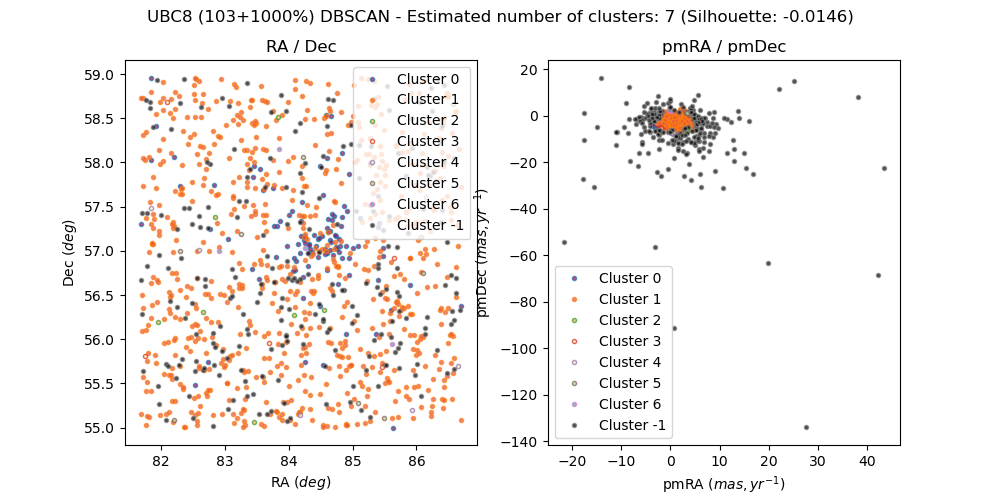 UBC8 (103+1000%) DBSCAN - Estimated number of clusters: 7 (Silhouette: -0.0146)
RA / Dec
59.0
58.5
58.0
57.5
57.0
56.5
56.0
55.5
55.0
Dec (deg)
82
83
84
85
86
RA (deg)
Cluster 0
Cluster 1
Cluster 2
Cluster 3
Cluster 4
Cluster 5
Cluster 6
Cluster -1
pmRA / pmDec
20
0
−20
−40
−60
−80
−100
−120
−140
pmDec (mas, yr⁻¹)
−20
−10
0
10
20
30
40
pmRA (mas, yr⁻¹)
Cluster 0
Cluster 1
Cluster 2
Cluster 3
Cluster 4
Cluster 5
Cluster 6
Cluster -1